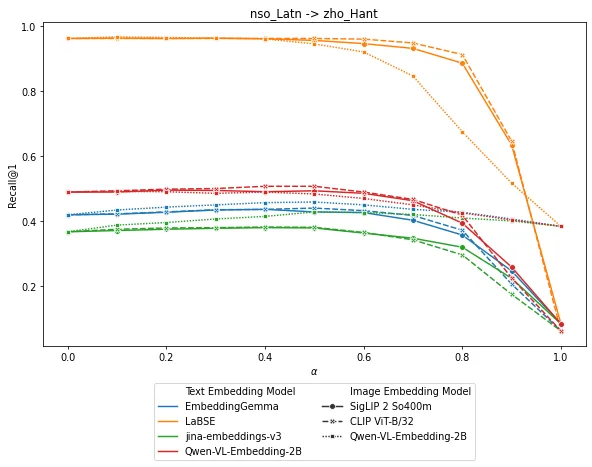 nso_Latn -> zho_Hant
1.0
0.8
0.6
0.4
0.2
Recall@1
0.0 0.2 0.4 0.6 0.8 1.0
α
Text Embedding Model Image Embedding Model
EmbeddingGemma SigLIP 2 So400m
LaBSE CLIP ViT-B/32
jina-embeddings-v3 Qwen-VL-Embedding-2B
Qwen-VL-Embedding-2B